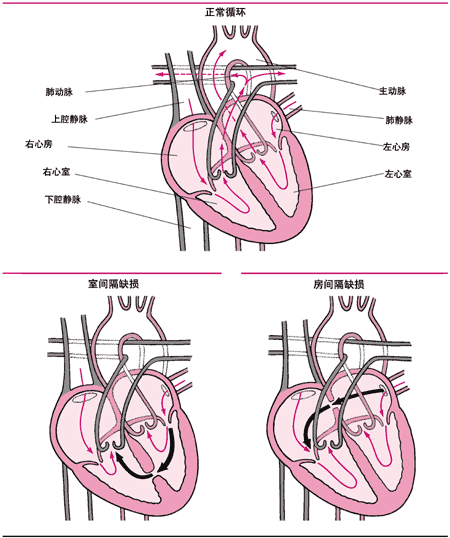 正常循环
肺动脉
上腔静脉
右心房
右心室
下腔静脉
主动脉
肺静脉
左心房
左心室
室间隔缺损
房间隔缺损